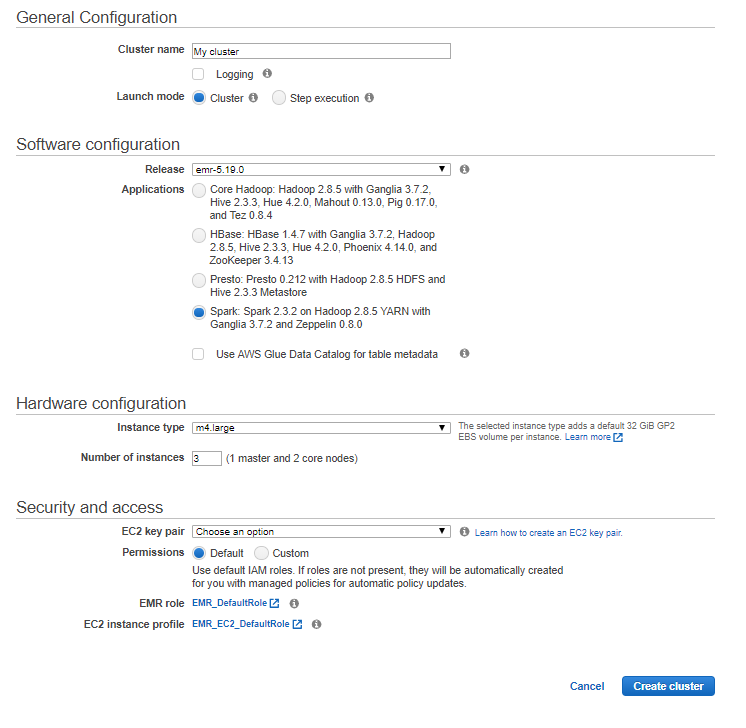 General Configuration
Cluster name My cluster
Logging
Launch mode Cluster Step execution
Software configuration
Release emr-5.19.0
Applications Core Hadoop: Hadoop 2.8.5 with Ganglia 3.7.2,
Hive 2.3.3, Hue 4.2.0, Mahout 0.13.0, Pig 0.17.0,
and Tez 0.8.4
HBase: HBase 1.4.7 with Ganglia 3.7.2, Hadoop
2.8.5, Hive 2.3.3, Hue 4.2.0, Phoenix 4.14.0, and
ZooKeeper 3.4.13
Presto: Presto 0.212 with Hadoop 2.8.5 HDFS and
Hive 2.3.3 Metastore
Spark: Spark 2.3.2 on Hadoop 2.8.5 YARN with
Ganglia 3.7.2 and Zeppelin 0.8.0
Use AWS Glue Data Catalog for table metadata
Hardware configuration
Instance type m4.large The selected instance type adds a default 32 GiB GP2
EBS volume per instance. Learn more
Number of instances 3 (1 master and 2 core nodes)
Security and access
EC2 key pair Choose an option Learn how to create an EC2 key pair.
Permissions Default Custom
Use default IAM roles. If roles are not present, they will be automatically created
for you with managed policies for automatic policy updates.
EMR role EMR_DefaultRole
EC2 instance profile EMR_EC2_DefaultRole
Cancel Create cluster